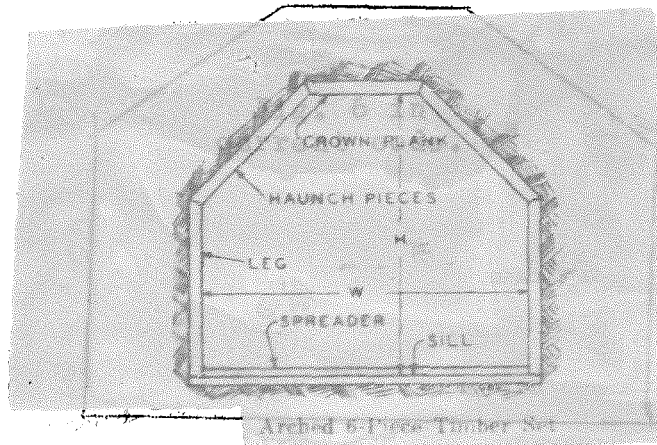 CROWN PLANK
HAUNCH PIECES
H
LEG
W
SPREADER
SILL
Arched 6-Piece Timber Set